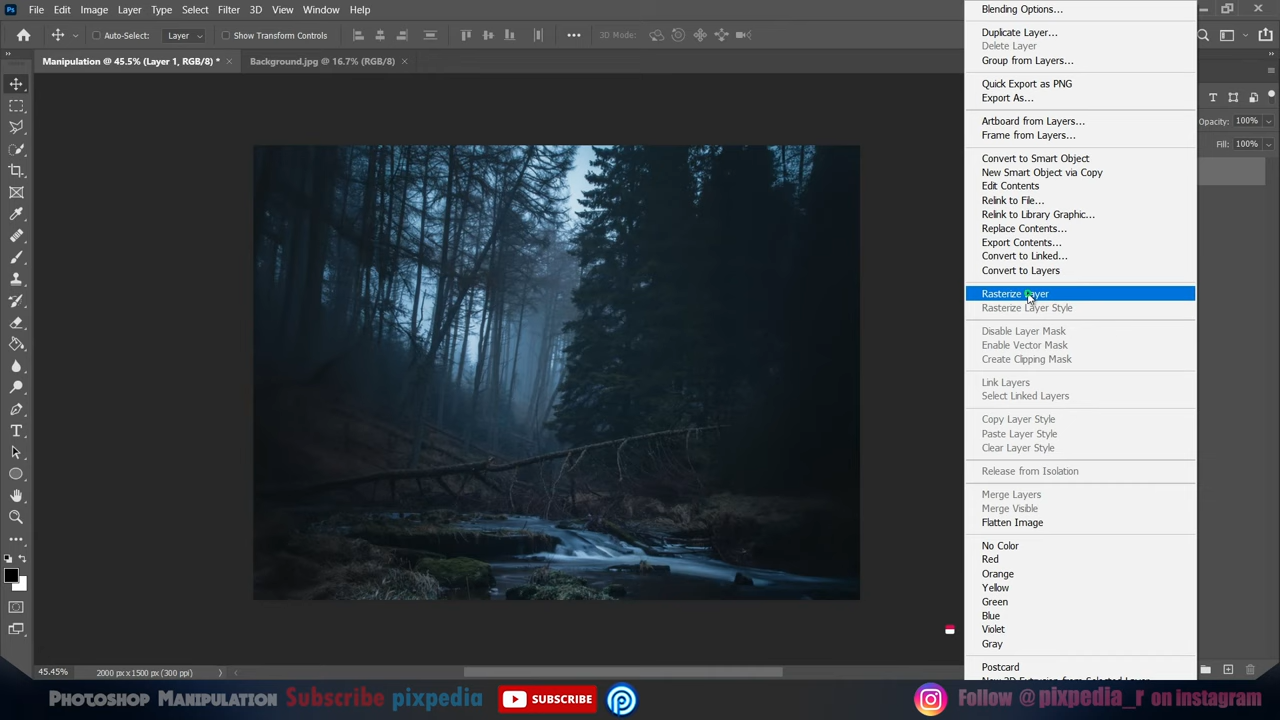 Ps File Edit Image Layer Type Select Filter 3D View Window Help
Auto-Select: Layer Show Transform Controls 3D Mode:
Manipulation @ 45.5% (Layer 1, RGB/8) * Background.jpg @ 16.7% (RGB/8)
Blending Options...
Duplicate Layer...
Delete Layer
Group from Layers...
Quick Export as PNG
Export As...
Artboard from Layers...
Frame from Layers...
Convert to Smart Object
New Smart Object via Copy
Edit Contents
Relink to File...
Relink to Library Graphic...
Replace Contents...
Export Contents...
Convert to Linked...
Convert to Layers
Rasterize Layer
Rasterize Layer Style
Disable Layer Mask
Enable Vector Mask
Create Clipping Mask
Link Layers
Select Linked Layers
Copy Layer Style
Paste Layer Style
Clear Layer Style
Release from Isolation
Merge Layers
Merge Visible
Flatten Image
No Color
Red
Orange
Yellow
Green
Blue
Violet
Gray
Postcard
New 3D Extrusion from Selected Layer
Opacity: 100%
Fill: 100%
45.45% 2000 px x 1500 px (300 ppi)
Photoshop Manipulation Subscribe pixpedia SUBSCRIBE Follow @pixpedia_r on instagram